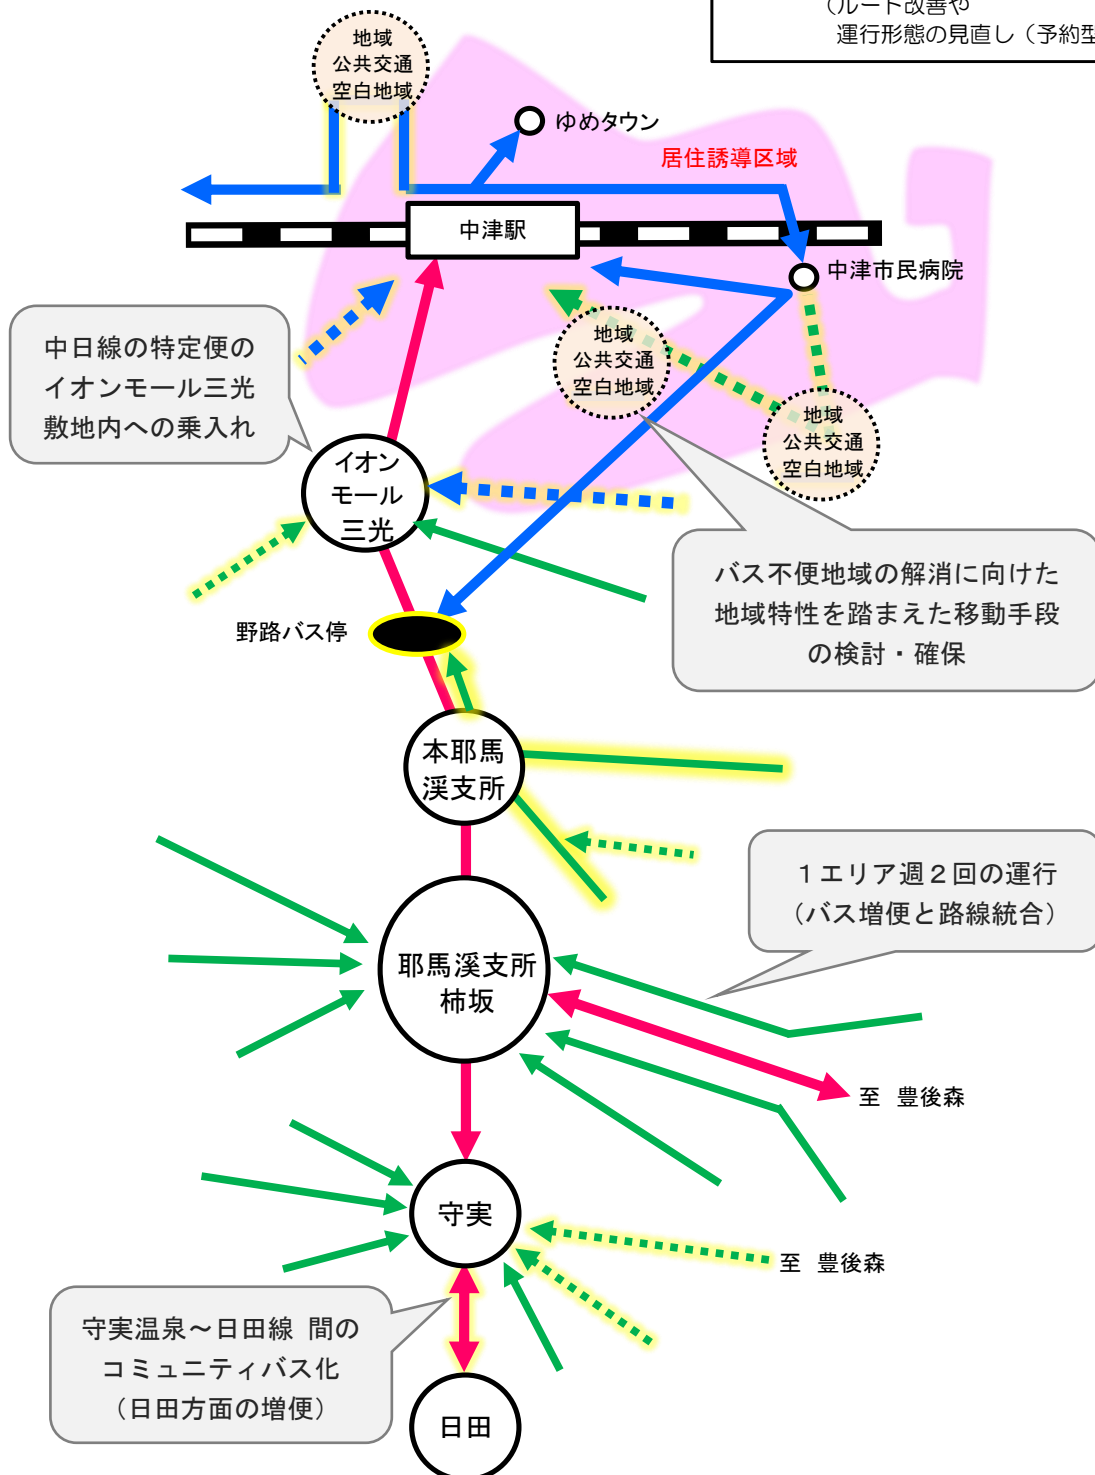 （ルート改善や
運行形態の見直し（予約型
地域
公共交通
空白地域
ゆめタウン
居住誘導区域
中津駅
中津市民病院
中日線の特定便の
イオンモール三光
敷地内への乗入れ
地域
公共交通
空白地域
地域
公共交通
空白地域
イオン
モール
三光
バス不便地域の解消に向けた
地域特性を踏まえた移動手段
の検討・確保
野路バス停
本耶馬
溪支所
１エリア週２回の運行
（バス増便と路線統合）
耶馬溪支所
柿坂
至　豊後森
守実
至　豊後森
守実温泉～日田線 間の
コミュニティバス化
（日田方面の増便）
日田